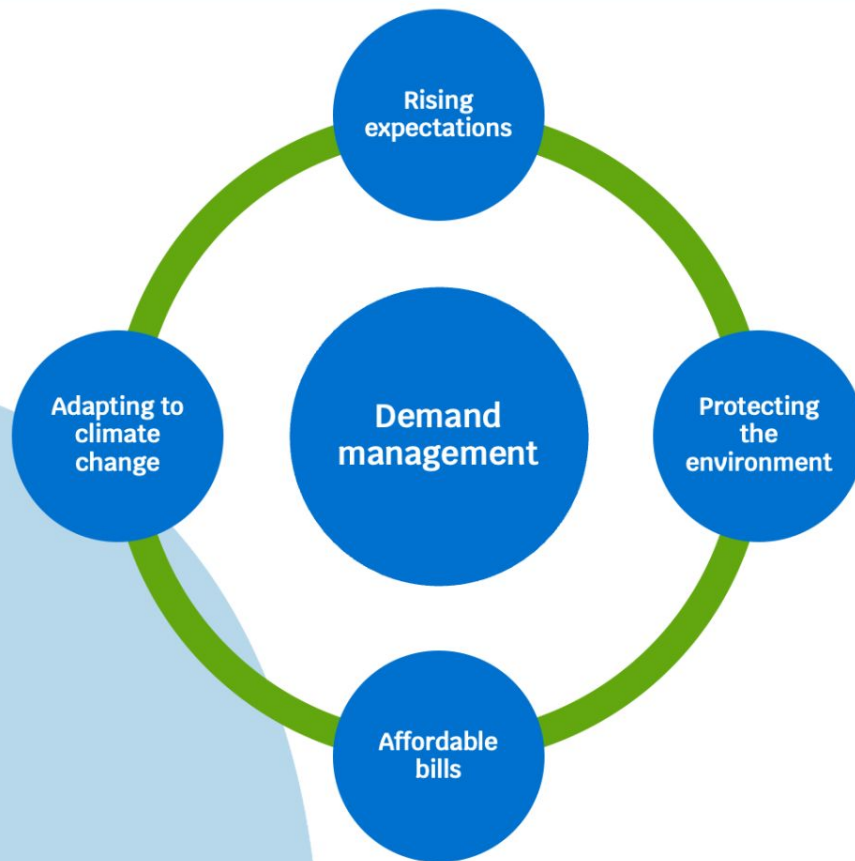 Rising
expectations
Adapting to
climate
change
Demand
management
Protecting
the
environment
Affordable
bills